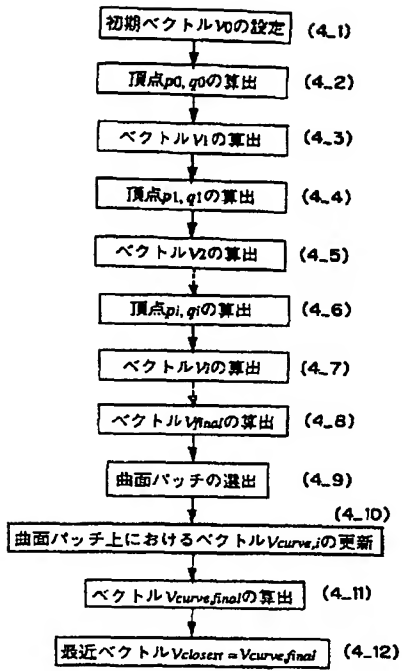 初期ベクトルV0の設定 (4_1)
頂点p0, q0の算出 (4_2)
ベクトルV1の算出 (4_3)
頂点p1, q1の算出 (4_4)
ベクトルV2の算出 (4_5)
頂点pi, qiの算出 (4_6)
ベクトルViの算出 (4_7)
ベクトルVfinalの算出 (4_8)
曲面パッチの選出 (4_9)
(4_10)
曲面パッチ上におけるベクトルVcurve,iの更新
ベクトルVcurve,finalの算出 (4_11)
最近ベクトルVclosest=Vcurve,final (4_12)